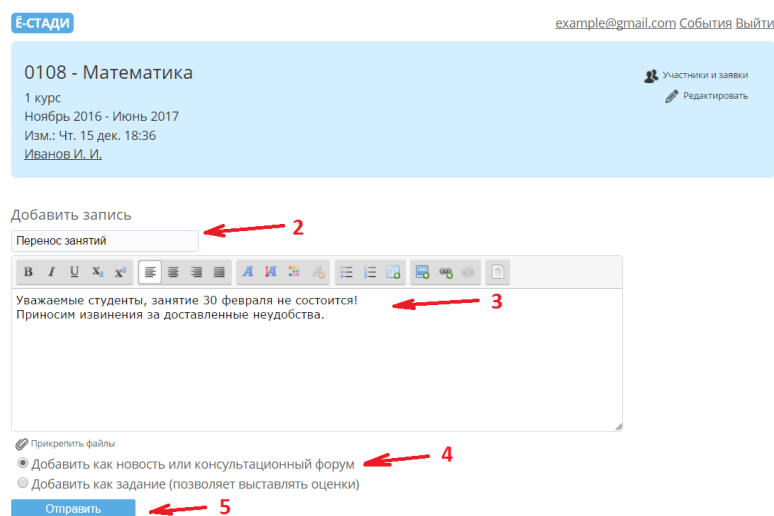 Ё-СТАДИ
example@gmail.com События Выйти
0108 - Математика
Участники и заявки
1 курс
Редактировать
Ноябрь 2016 - Июнь 2017
Изм.: Чт. 15 дек. 18:36
Иванов И. И.
Добавить запись
2
Перенос занятий
B I U X₂ X²
Уважаемые студенты, занятие 30 февраля не состоится!
3
Приносим извинения за доставленные неудобства.
Прикрепить файлы
4
Добавить как новость или консультационный форум
Добавить как задание (позволяет выставлять оценки)
Отправить
5